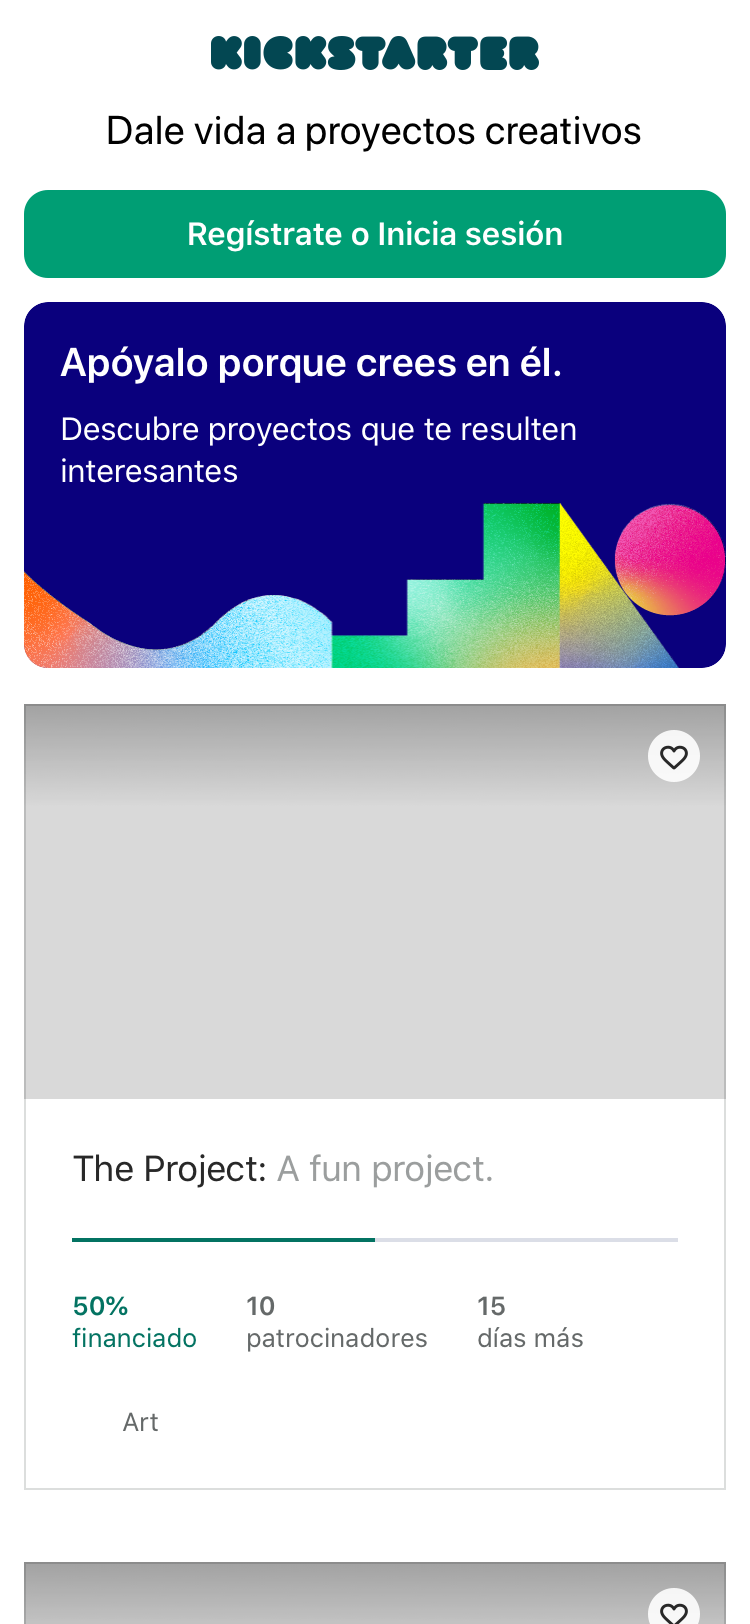 KICKSTARTER
Dale vida a proyectos creativos
Regístrate o Inicia sesión
Apóyalo porque crees en él.
Descubre proyectos que te resulten
interesantes
The Project: A fun project.
50%
financiado
10
patrocinadores
15
días más
Art